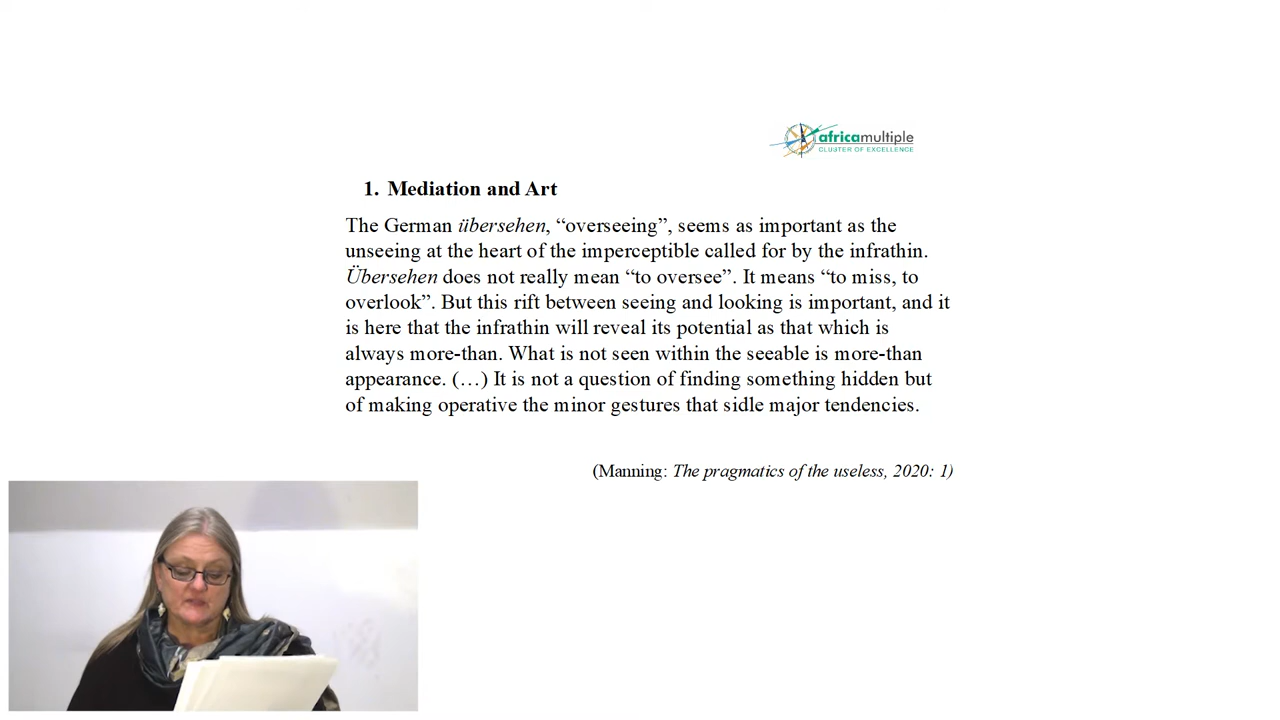 africamultiple
CLUSTER OF EXCELLENCE
1. Mediation and Art
The German übersehen, “overseeing”, seems as important as the
unseeing at the heart of the imperceptible called for by the infrathin.
Übersehen does not really mean “to oversee”. It means “to miss, to
overlook”. But this rift between seeing and looking is important, and it
is here that the infrathin will reveal its potential as that which is
always more-than. What is not seen within the seeable is more-than
appearance. (…) It is not a question of finding something hidden but
of making operative the minor gestures that sidle major tendencies.
(Manning: The pragmatics of the useless, 2020: 1)